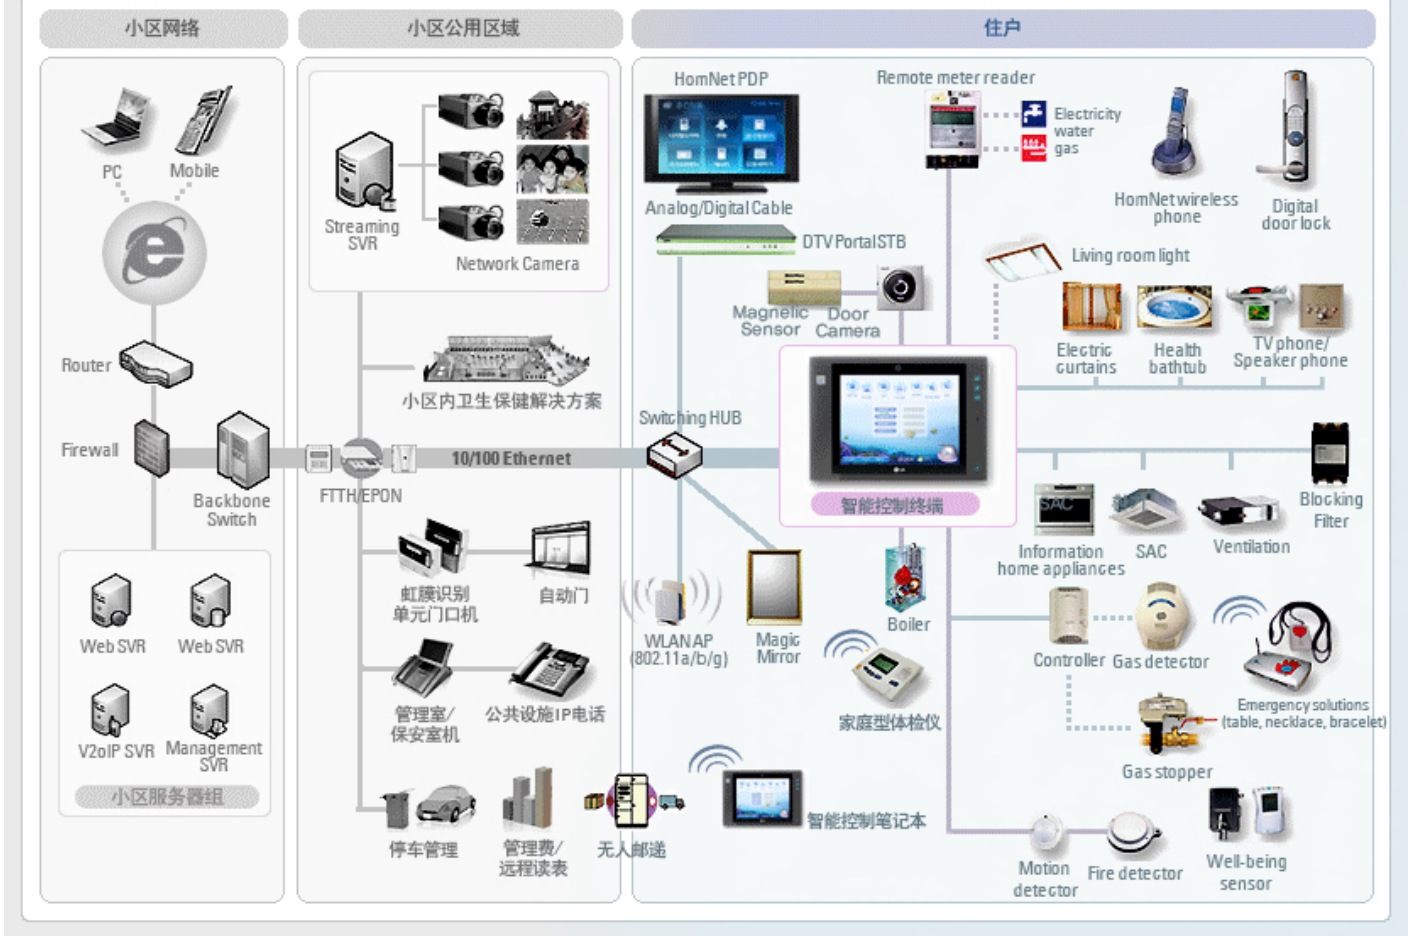 小区网络
小区公用区域
住户
PC
Mobile
Router
Firewall
Backbone
Switch
Web SVR
Web SVR
V2oIP SVR
Management
SVR
小区服务器组
Streaming
SVR
Network Camera
小区内卫生保健解决方案
10/100 Ethernet
FTTH/EPON
虹膜识别
单元门口机
自动门
管理室/
保安室机
公共设施IP电话
停车管理
管理费/
远程读表
无人邮递
HomNet PDP
Analog/Digital Cable
DTV Portal STB
Magnelic
Sensor
Door
Camera
Switching HUB
智能控制终端
WLAN AP
(802.11a/b/g)
Magic
Mirror
Boiler
家庭型体检仪
智能控制笔记本
Remote meter reader
Electricity
water
gas
HomNet wireless
phone
Digital
door lock
Living room light
Electric
curtains
Health
bathtub
TV phone/
Speaker phone
SAC
Information
home appliances
SAC
Ventilation
Blocking
Filter
Controller
Gas detector
Emergency solutions
(table, necklace, bracelet)
Gas stopper
Motion
detector
Fire detector
Well-being
sensor